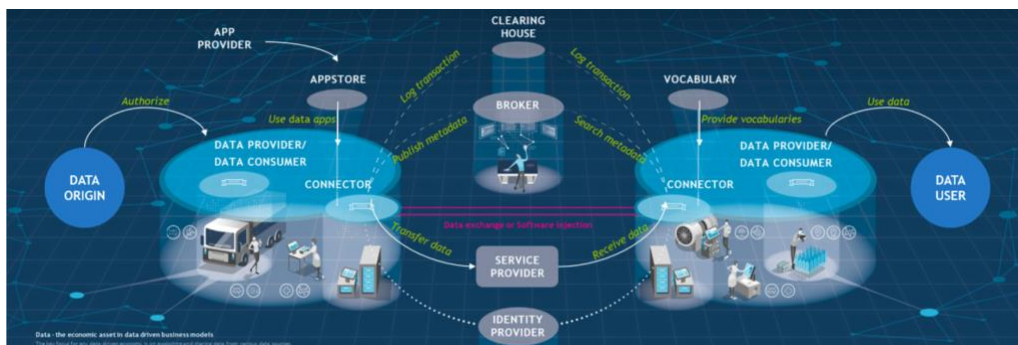 CLEARING
HOUSE
APP
PROVIDER
APPSTORE
Log transaction
Log transaction
VOCABULARY
BROKER
Authorize
Use data apps
Publish metadata
Search metadata
Provide vocabularies
Use data
DATA PROVIDER/
DATA CONSUMER
DATA PROVIDER/
DATA CONSUMER
DATA
ORIGIN
CONNECTOR
CONNECTOR
DATA
USER
Data exchange or Software injection
Transfer data
Receive data
SERVICE
PROVIDER
IDENTITY
PROVIDER
Data - the economic asset in data driven business models